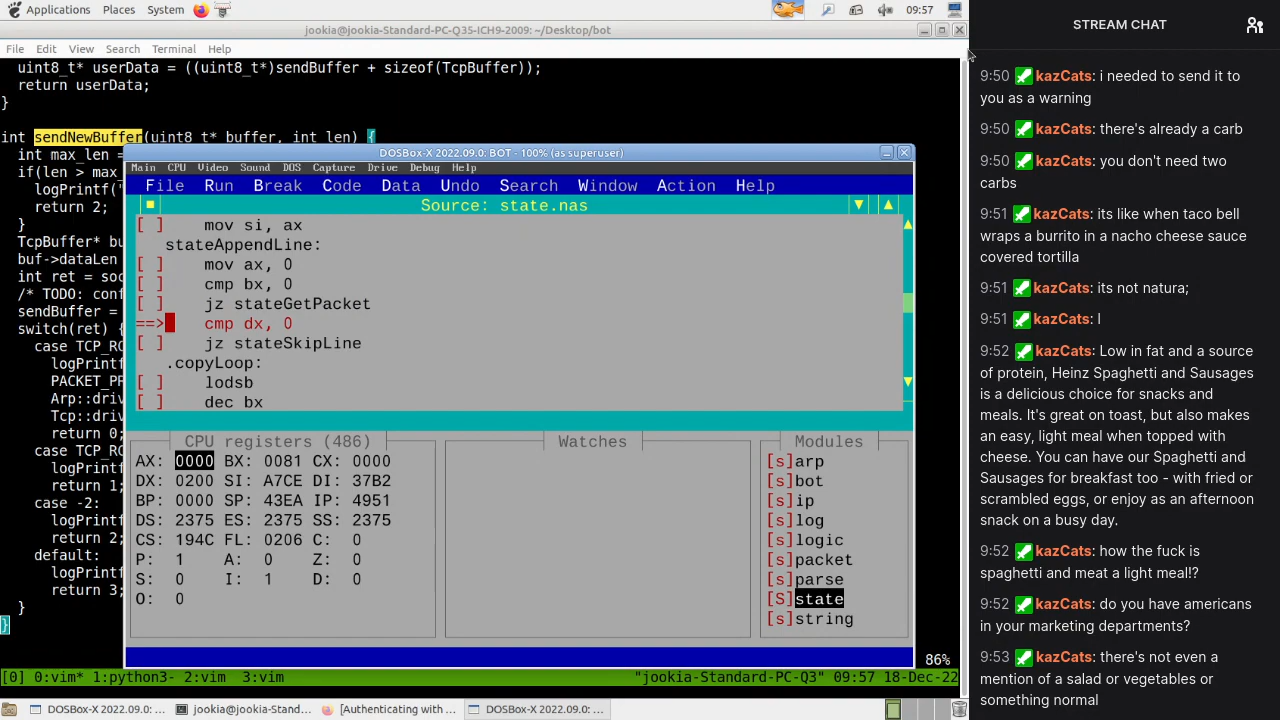 Applications Places System 09:57
jookia@jookia-Standard-PC-Q35-ICH9-2009: ~/Desktop/bot
File Edit View Search Terminal Help
uint8_t* userData = ((uint8_t*)sendBuffer + sizeof(TcpBuffer));
return userData;
}
int sendNewBuffer(uint8_t* buffer, int len) {
int max_len =
if(len > max_
logPrintf("
return 2;
}
TcpBuffer* bu
buf->dataLen
int ret = soc
/* TODO: conf
sendBuffer =
switch(ret) {
case TCP_RC
logPrintf
PACKET_PR
Arp::driv
Tcp::driv
return 0;
case TCP_RC
logPrintf
return 1;
case -2:
logPrintf
return 2;
default:
logPrintf
return 3;
}
}
DOSBox-X 2022.09.0: BOT - 100% (as superuser)
Main CPU Video Sound DOS Capture Drive Debug Help
File Run Break Code Data Undo Search Window Action Help
Source: state.nas
[ ] mov si, ax
stateAppendLine:
[ ] mov ax, 0
[ ] cmp bx, 0
[ ] jz stateGetPacket
==> cmp dx, 0
[ ] jz stateSkipLine
.copyLoop:
[ ] lodsb
[ ] dec bx
CPU registers (486)
AX: 0000 BX: 0081 CX: 0000
DX: 0200 SI: A7CE DI: 37B2
BP: 0000 SP: 43EA IP: 4951
DS: 2375 ES: 2375 SS: 2375
CS: 194C FL: 0206 C: 0
P: 1 A: 0 Z: 0
S: 0 I: 1 D: 0
O: 0
Watches
Modules
[s]arp
[s]bot
[s]ip
[s]log
[s]logic
[s]packet
[s]parse
[S]state
[s]string
86%
[0] 0:vim* 1:python3- 2:vim 3:vim "jookia-Standard-PC-Q3" 09:57 18-Dec-22
DOSBox-X 2022.09.0: ... jookia@jookia-Stand... [Authenticating with ... DOSBox-X 2022.09.0: ...
STREAM CHAT
9:50 kazCats: i needed to send it to
you as a warning
9:50 kazCats: there's already a carb
9:50 kazCats: you don't need two
carbs
9:51 kazCats: its like when taco bell
wraps a burrito in a nacho cheese sauce
covered tortilla
9:51 kazCats: its not natura;
9:51 kazCats: l
9:52 kazCats: Low in fat and a source
of protein, Heinz Spaghetti and Sausages
is a delicious choice for snacks and
meals. It's great on toast, but also makes
an easy, light meal when topped with
cheese. You can have our Spaghetti and
Sausages for breakfast too - with fried or
scrambled eggs, or enjoy as an afternoon
snack on a busy day.
9:52 kazCats: how the fuck is
spaghetti and meat a light meal!?
9:52 kazCats: do you have americans
in your marketing departments?
9:53 kazCats: there's not even a
mention of a salad or vegetables or
something normal